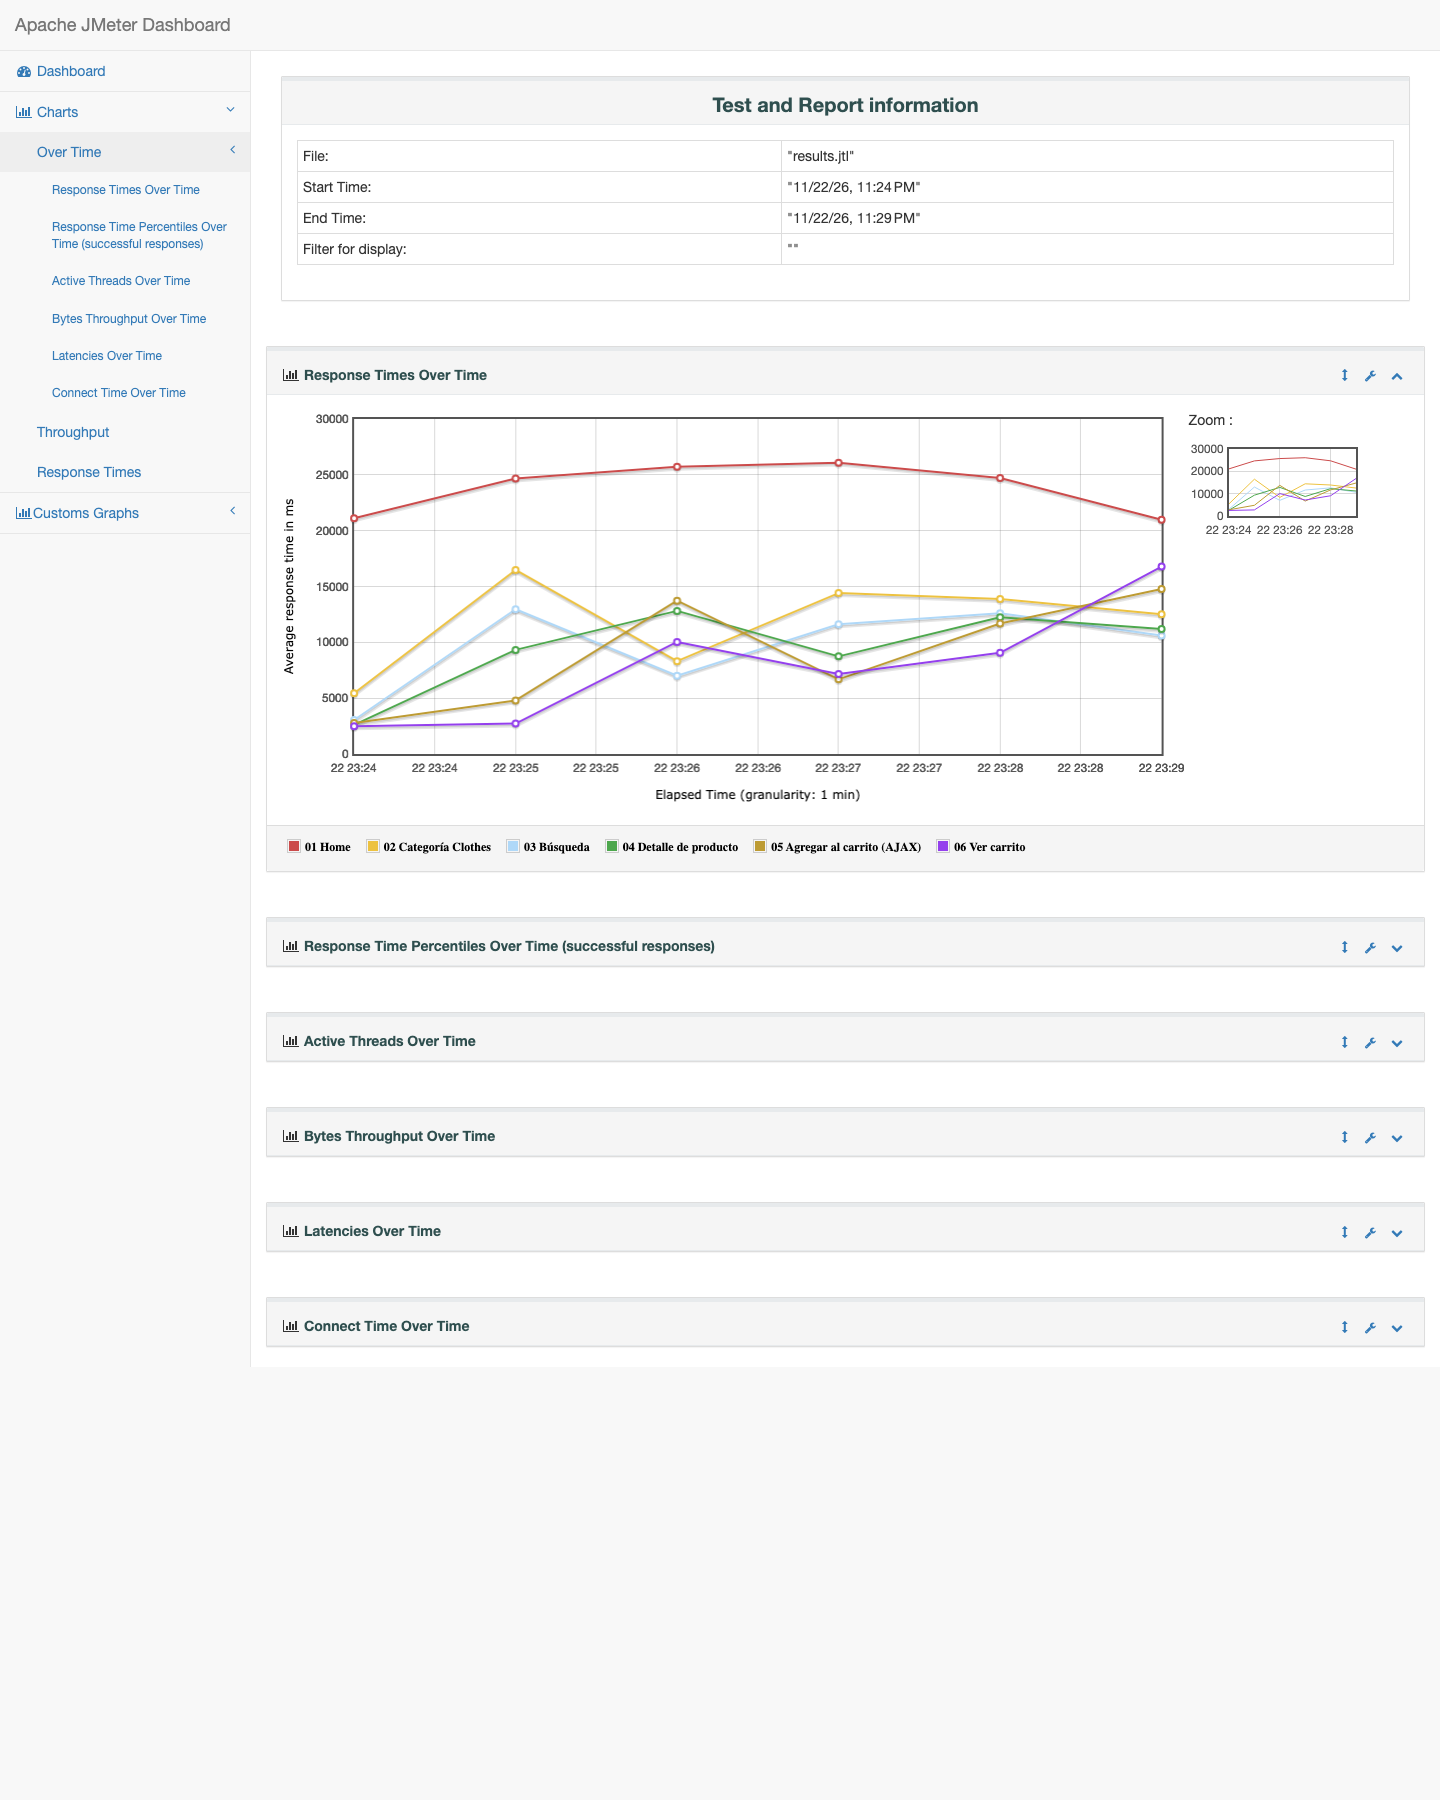 Apache JMeter Dashboard
Dashboard
Charts
Over Time
Response Times Over Time
Response Time Percentiles Over
Time (successful responses)
Active Threads Over Time
Bytes Throughput Over Time
Latencies Over Time
Connect Time Over Time
Throughput
Response Times
Customs Graphs
Test and Report information
File: "results.jtl"
Start Time: "11/22/26, 11:24 PM"
End Time: "11/22/26, 11:29 PM"
Filter for display: ""
Response Times Over Time
Average response time in ms
30000
25000
20000
15000
10000
5000
0
22 23:24 22 23:24 22 23:25 22 23:25 22 23:26 22 23:26 22 23:27 22 23:27 22 23:28 22 23:28 22 23:29
Elapsed Time (granularity: 1 min)
Zoom :
30000
20000
10000
0
22 23:24 22 23:26 22 23:28
01 Home 02 Categoría Clothes 03 Búsqueda 04 Detalle de producto 05 Agregar al carrito (AJAX) 06 Ver carrito
Response Time Percentiles Over Time (successful responses)
Active Threads Over Time
Bytes Throughput Over Time
Latencies Over Time
Connect Time Over Time